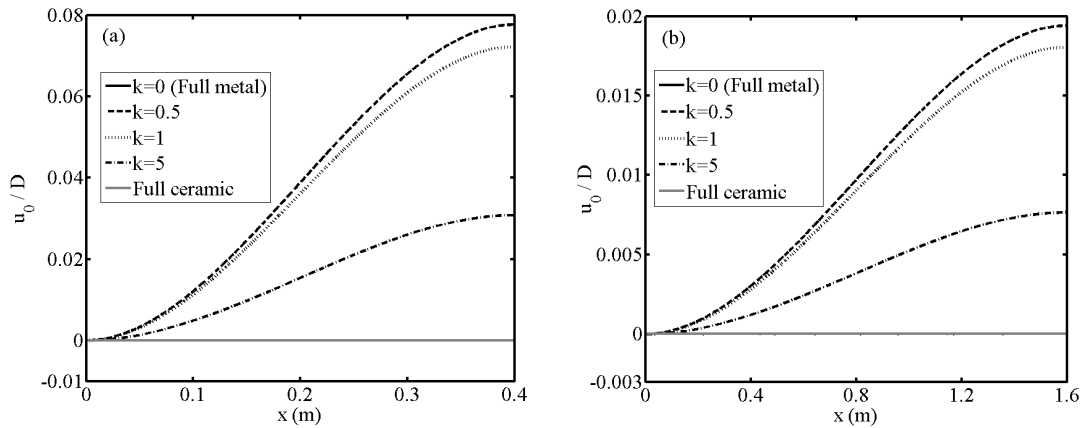 (a)
k=0 (Full metal)
k=0.5
k=1
k=5
Full ceramic
0.08
0.06
0.04
0.02
0
-0.01
u0 / D
0
0.1
0.2
0.3
0.4
x (m)
(b)
k=0 (Full metal)
k=0.5
k=1
k=5
Full ceramic
0.02
0.015
0.01
0.005
0
-0.003
u0 / D
0
0.4
0.8
1.2
1.6
x (m)